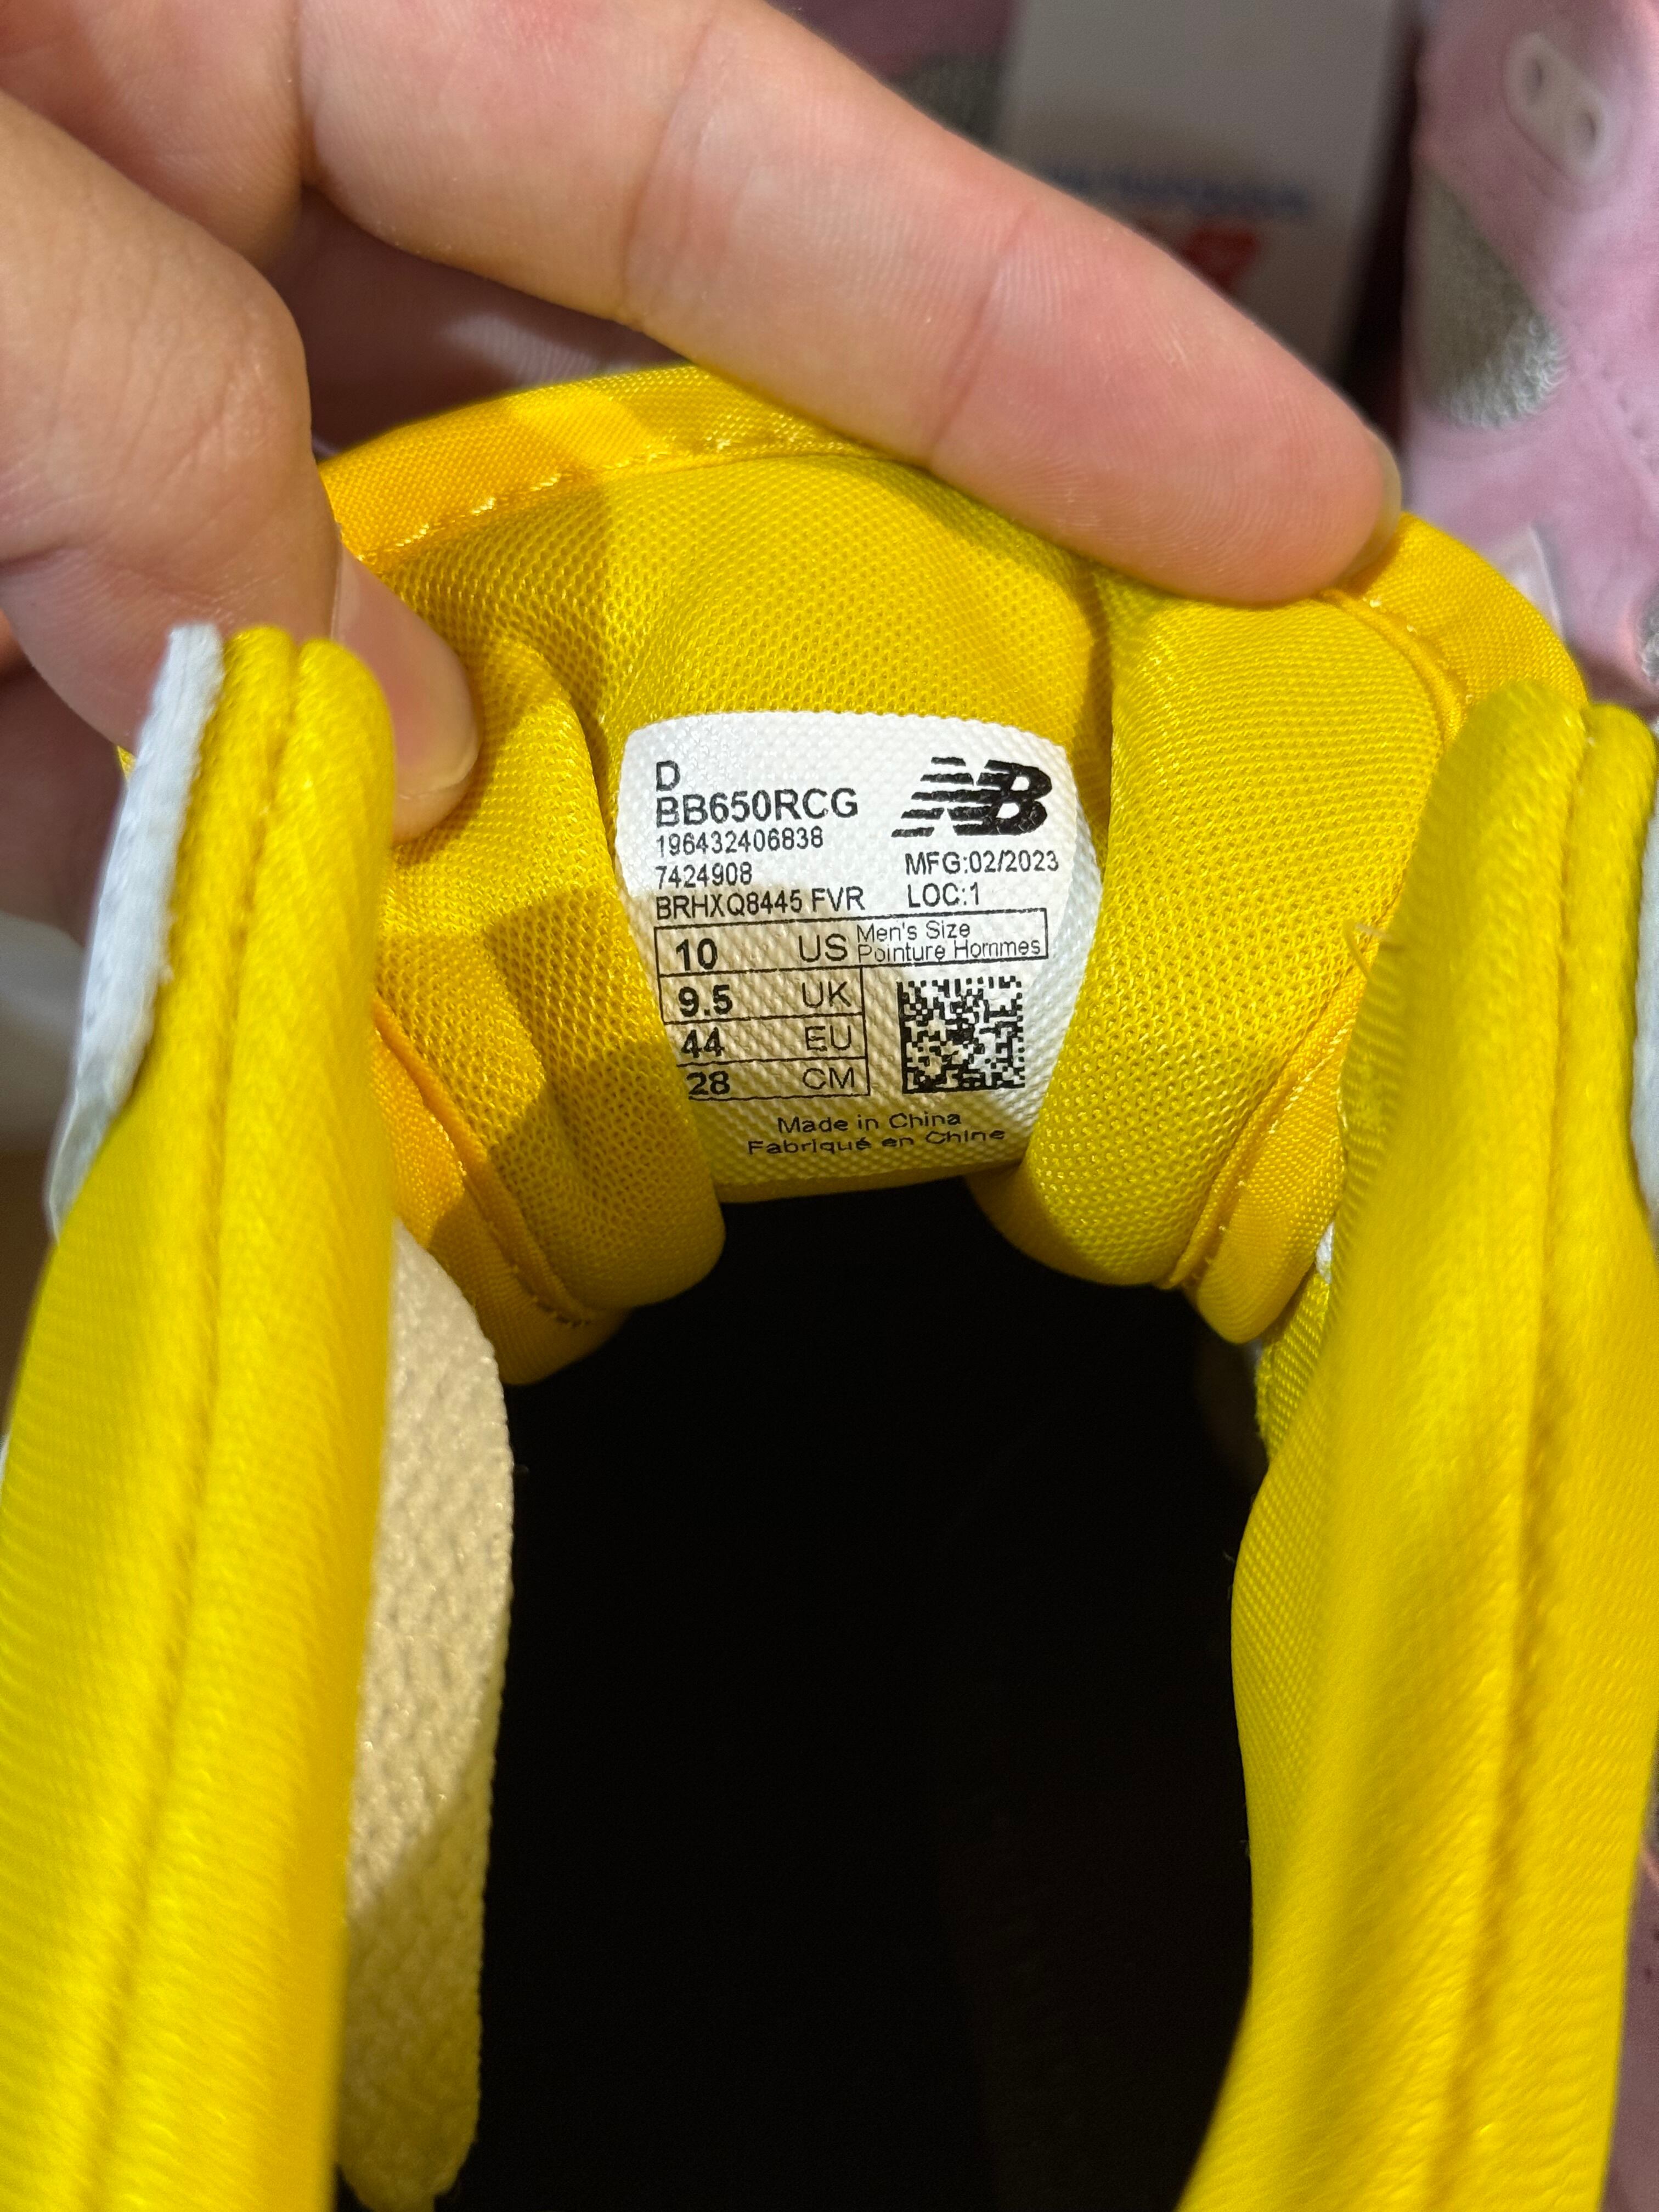 D
BB650RCG
NB
196432406838
7424908
MFG:02/2023
BRHXQ8445 FVR
LOC:1
10 US Men's Size
Pointure Hommes
9.5 UK
44 EU
28 CM
Made in China
Fabriqué en Chine